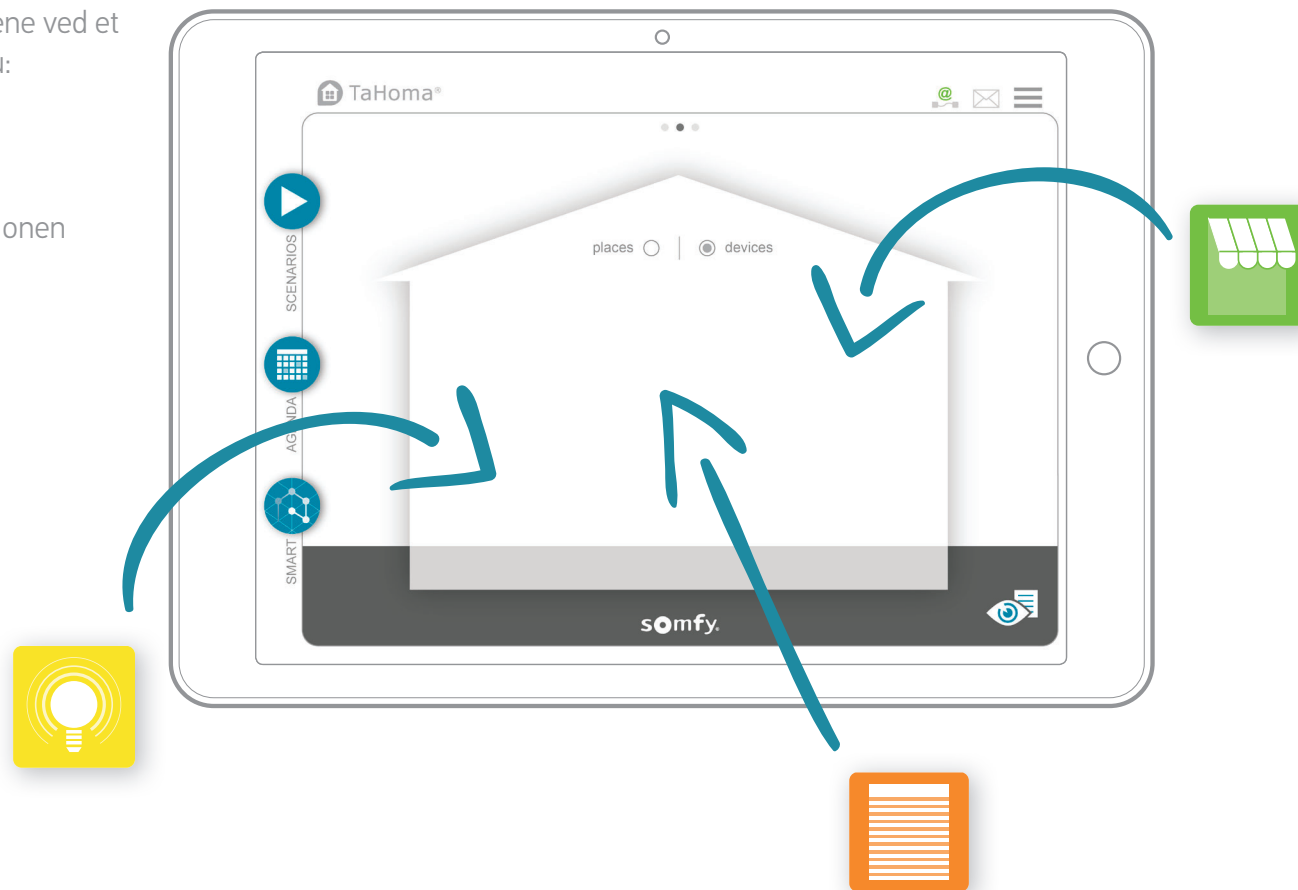 ene ved et
:
onen
TaHoma®
@
places
devices
SCENARIOS
AGENDA
SMART
somfy.